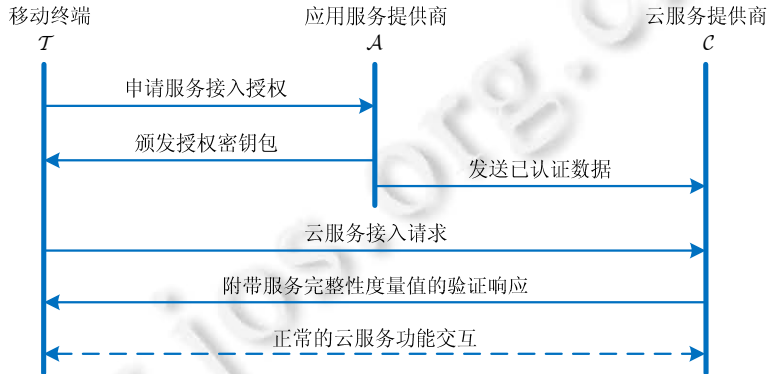 移动终端 应用服务提供商 云服务提供商
T A C
申请服务接入授权
颁发授权密钥包
发送已认证数据
云服务接入请求
附带服务完整性度量值的验证响应
正常的云服务功能交互
jos.org.c